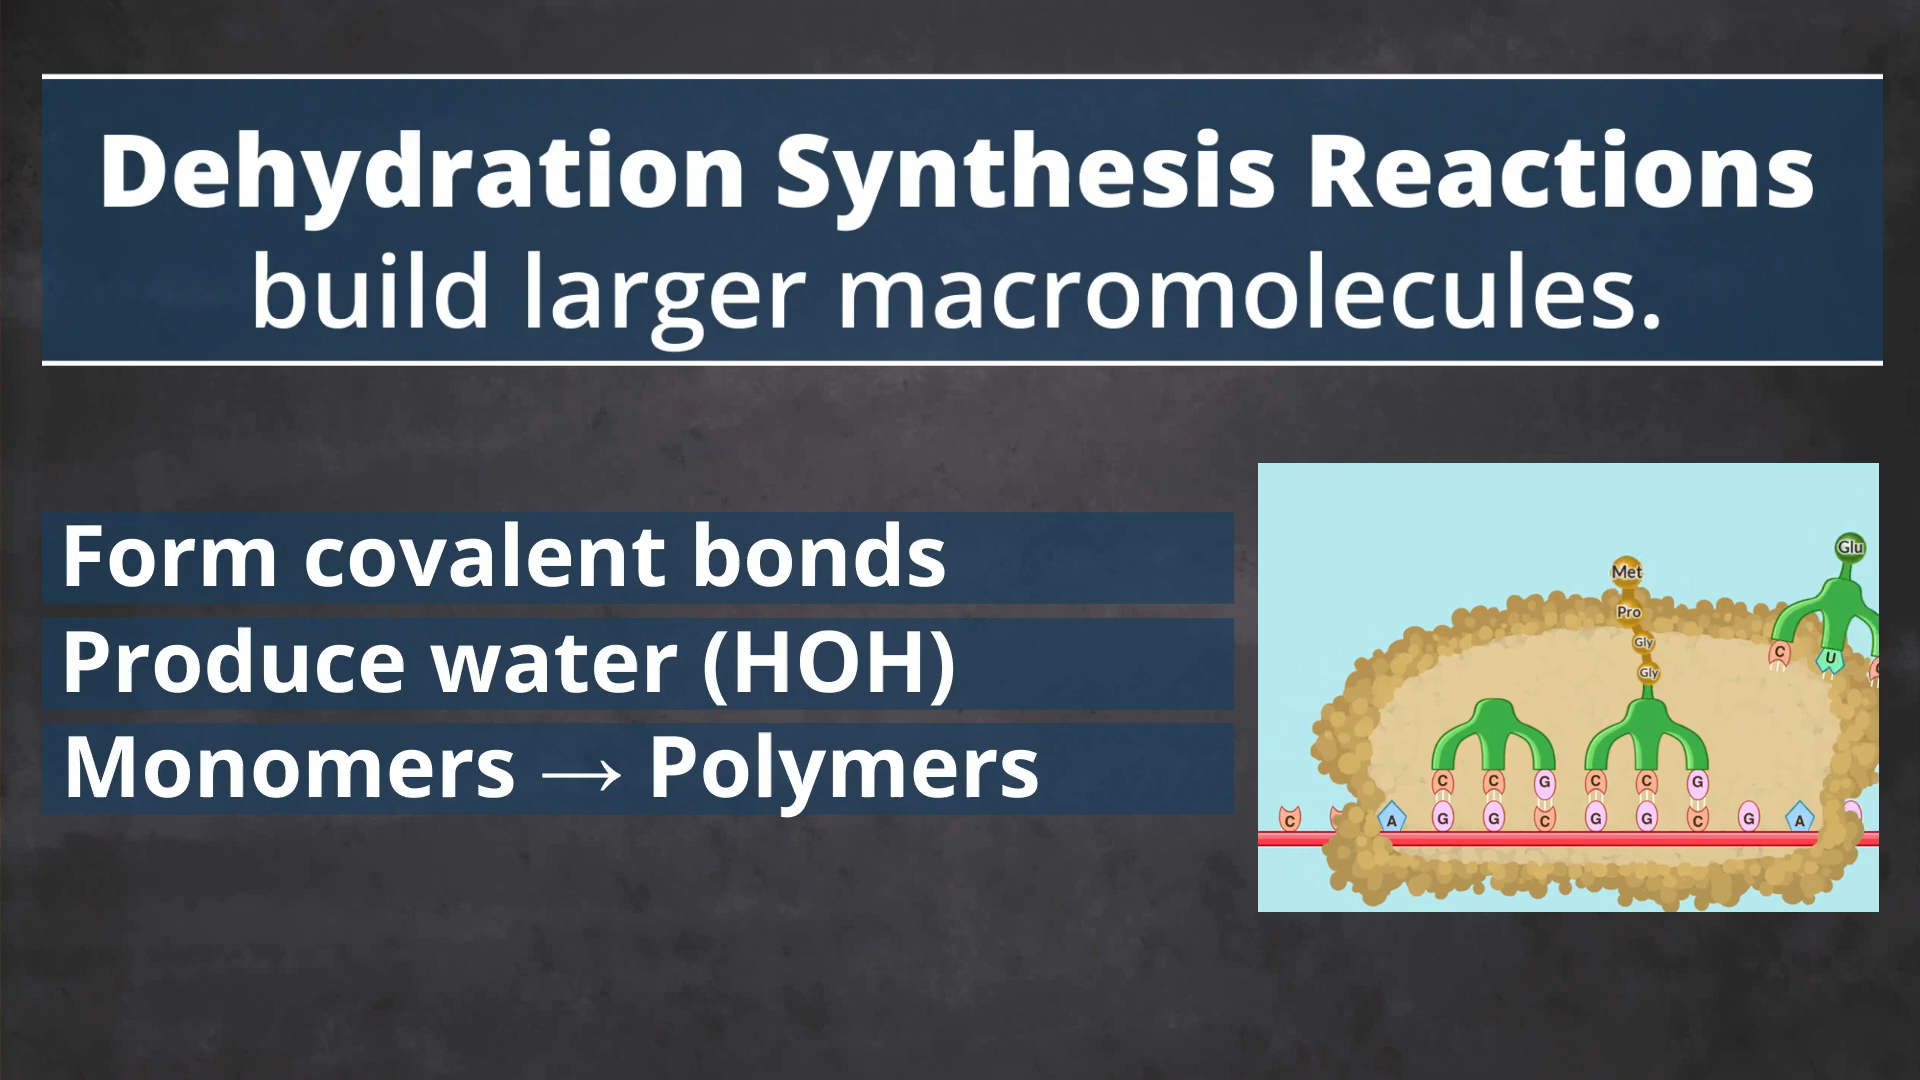 Dehydration Synthesis Reactions
build larger macromolecules.
Form covalent bonds
Produce water (HOH)
Monomers → Polymers
Glu
Met
Pro
Gly
Gly
C U
C C G C C G
C A G G C G G C G A